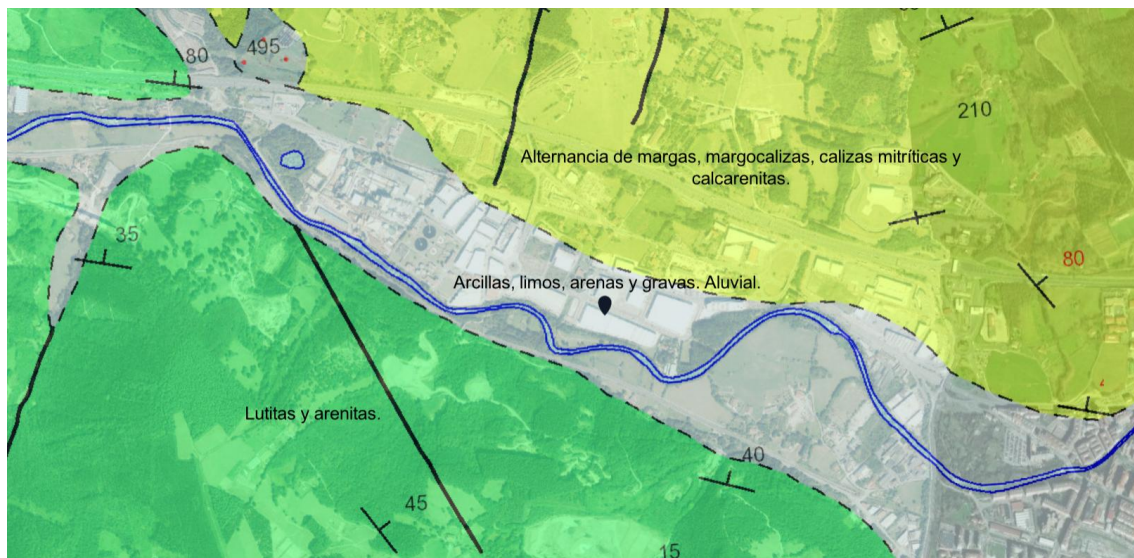 495
80
210
Alternancia de margas, margocalizas, calizas mitríticas y
calcarenitas.
35
80
Arcillas, limos, arenas y gravas. Aluvial.
Lutitas y arenitas.
40
45
15